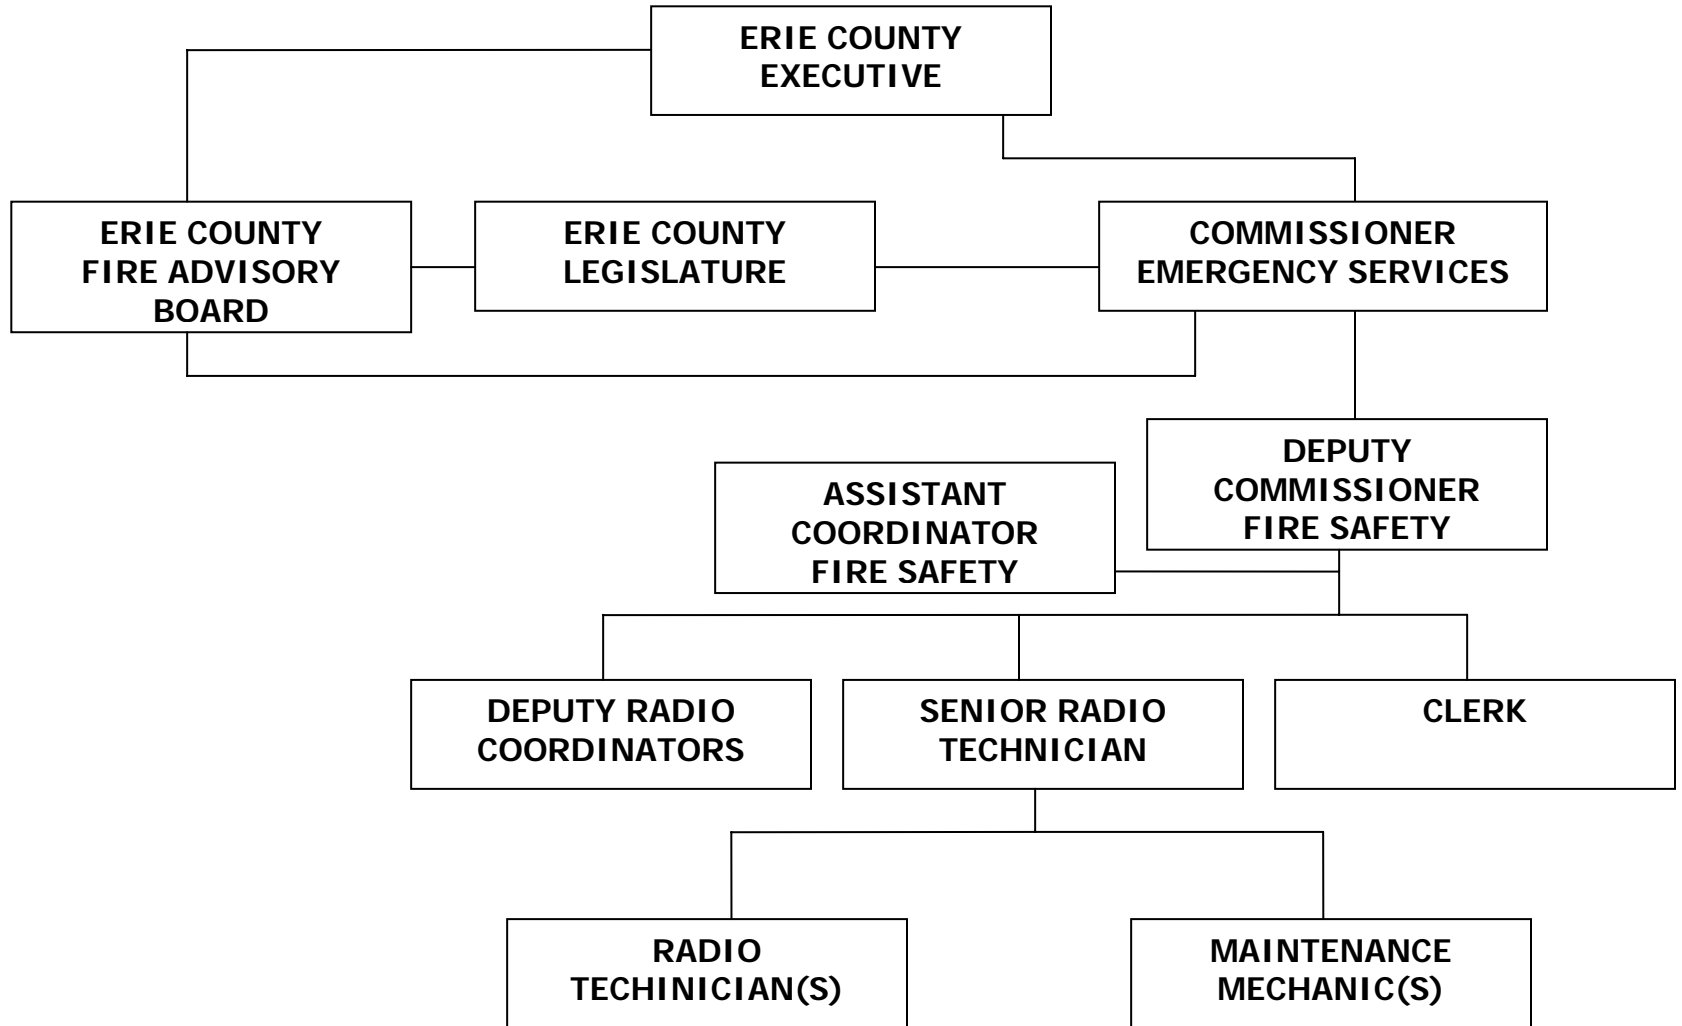 ERIE COUNTY
EXECUTIVE
ERIE COUNTY
FIRE ADVISORY
BOARD
ERIE COUNTY
LEGISLATURE
COMMISSIONER
EMERGENCY SERVICES
DEPUTY
COMMISSIONER
FIRE SAFETY
ASSISTANT
COORDINATOR
FIRE SAFETY
DEPUTY RADIO
COORDINATORS
SENIOR RADIO
TECHNICIAN
CLERK
RADIO
TECHINICIAN(S)
MAINTENANCE
MECHANIC(S)